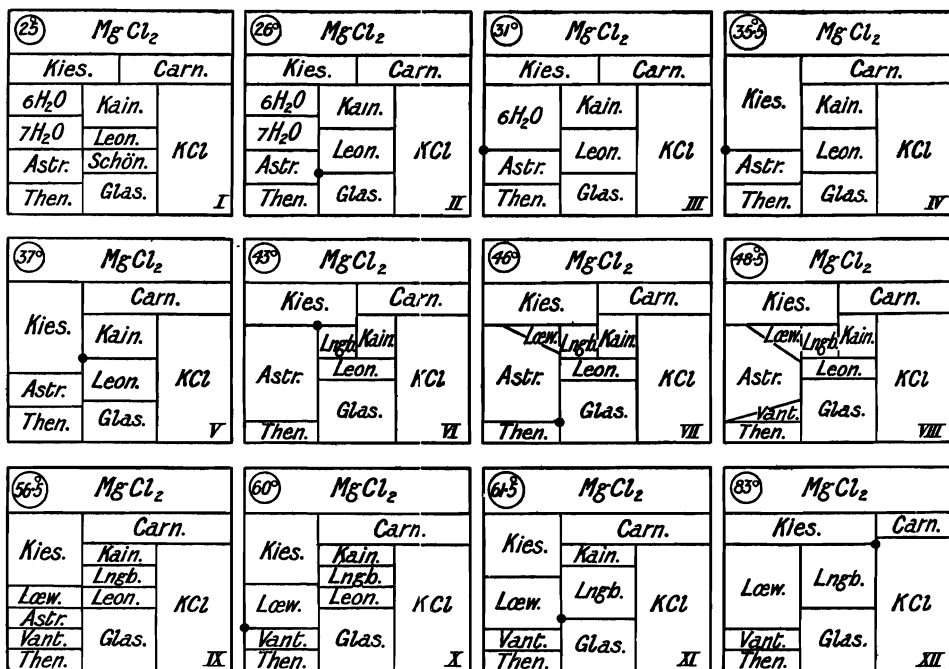 25° MgCl₂
Kies. Carn.
6H₂O Kain.
7H₂O Leon. KCl
Astr. Schön.
Then. Glas. I
26° MgCl₂
Kies. Carn.
6H₂O Kain.
7H₂O Leon. KCl
Astr.
Then. Glas. II
31° MgCl₂
Kies. Carn.
6H₂O Kain.
Astr. Leon. KCl
Then. Glas. III
35·5° MgCl₂
Kies. Carn.
Kain.
Astr. Leon. KCl
Then. Glas. IV
37° MgCl₂
Kies. Carn.
Kain.
Astr. Leon. KCl
Then. Glas. V
43° MgCl₂
Kies. Carn.
Lngb. Kain.
Astr. Leon. KCl
Glas.
Then. VI
46° MgCl₂
Kies. Carn.
Lœw. Lngb. Kain.
Astr. Leon. KCl
Glas.
Then. VII
48·5° MgCl₂
Kies. Carn.
Lœw. Lngb. Kain.
Astr. Leon. KCl
Vant. Glas.
Then. VIII
56·5° MgCl₂
Carn.
Kies. Kain.
Lngb.
Lœw. Leon. KCl
Astr.
Vant. Glas.
Then. IX
60° MgCl₂
Carn.
Kies. Kain.
Lngb.
Lœw. Leon. KCl
Vant. Glas.
Then. X
61·5° MgCl₂
Carn.
Kies. Kain.
Lœw. Lngb. KCl
Vant. Glas.
Then. XI
83° MgCl₂
Kies. Carn.
Lœw. Lngb.
KCl
Vant. Glas.
Then. XII